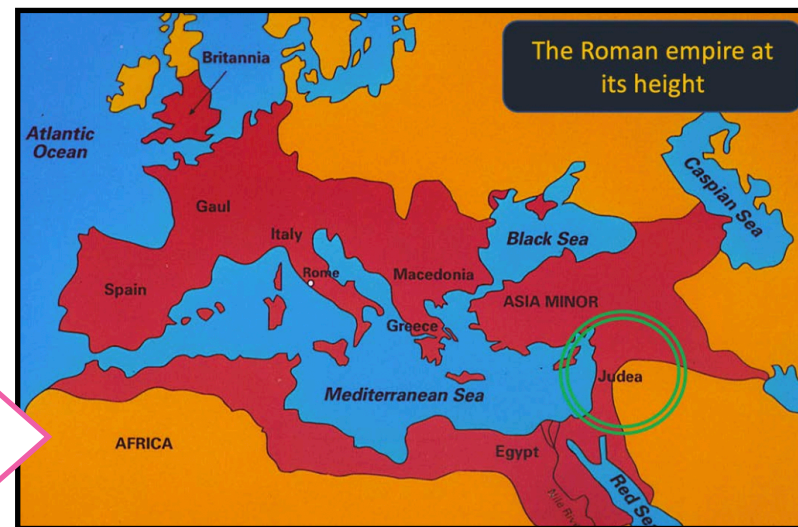 The Roman empire at
its height
Britannia
Atlantic
Ocean
Caspian Sea
Gaul
Italy
Black Sea
Rome
Macedonia
Spain
ASIA MINOR
Greece
Judea
Mediterranean Sea
AFRICA
Egypt
Nile
Red Se